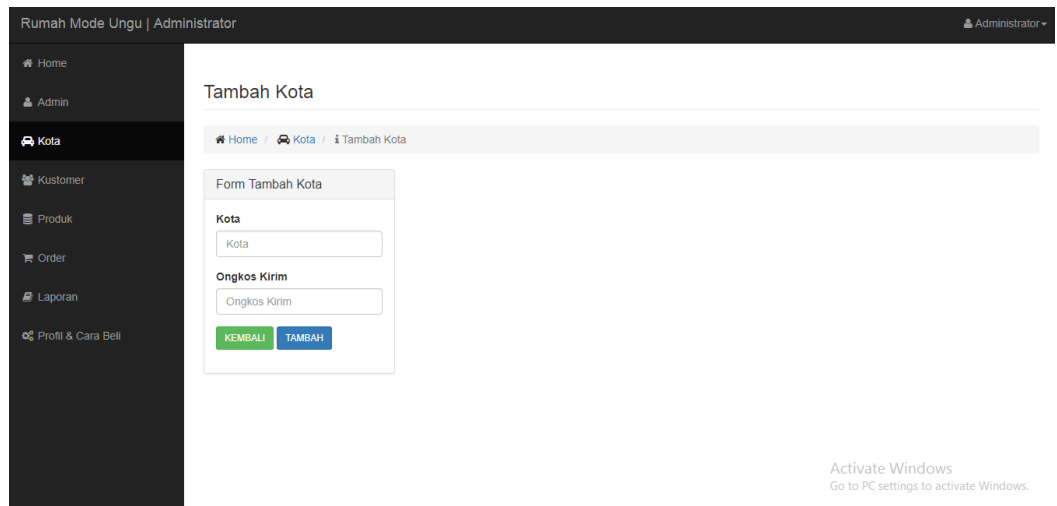 Rumah Mode Ungu | Administrator
Administrator
Home
Admin
Kota
Kustomer
Produk
Order
Laporan
Profil & Cara Beli
Tambah Kota
Home / Kota / Tambah Kota
Form Tambah Kota
Kota
Kota
Ongkos Kirim
Ongkos Kirim
KEMBALI TAMBAH
Activate Windows
Go to PC settings to activate Windows.